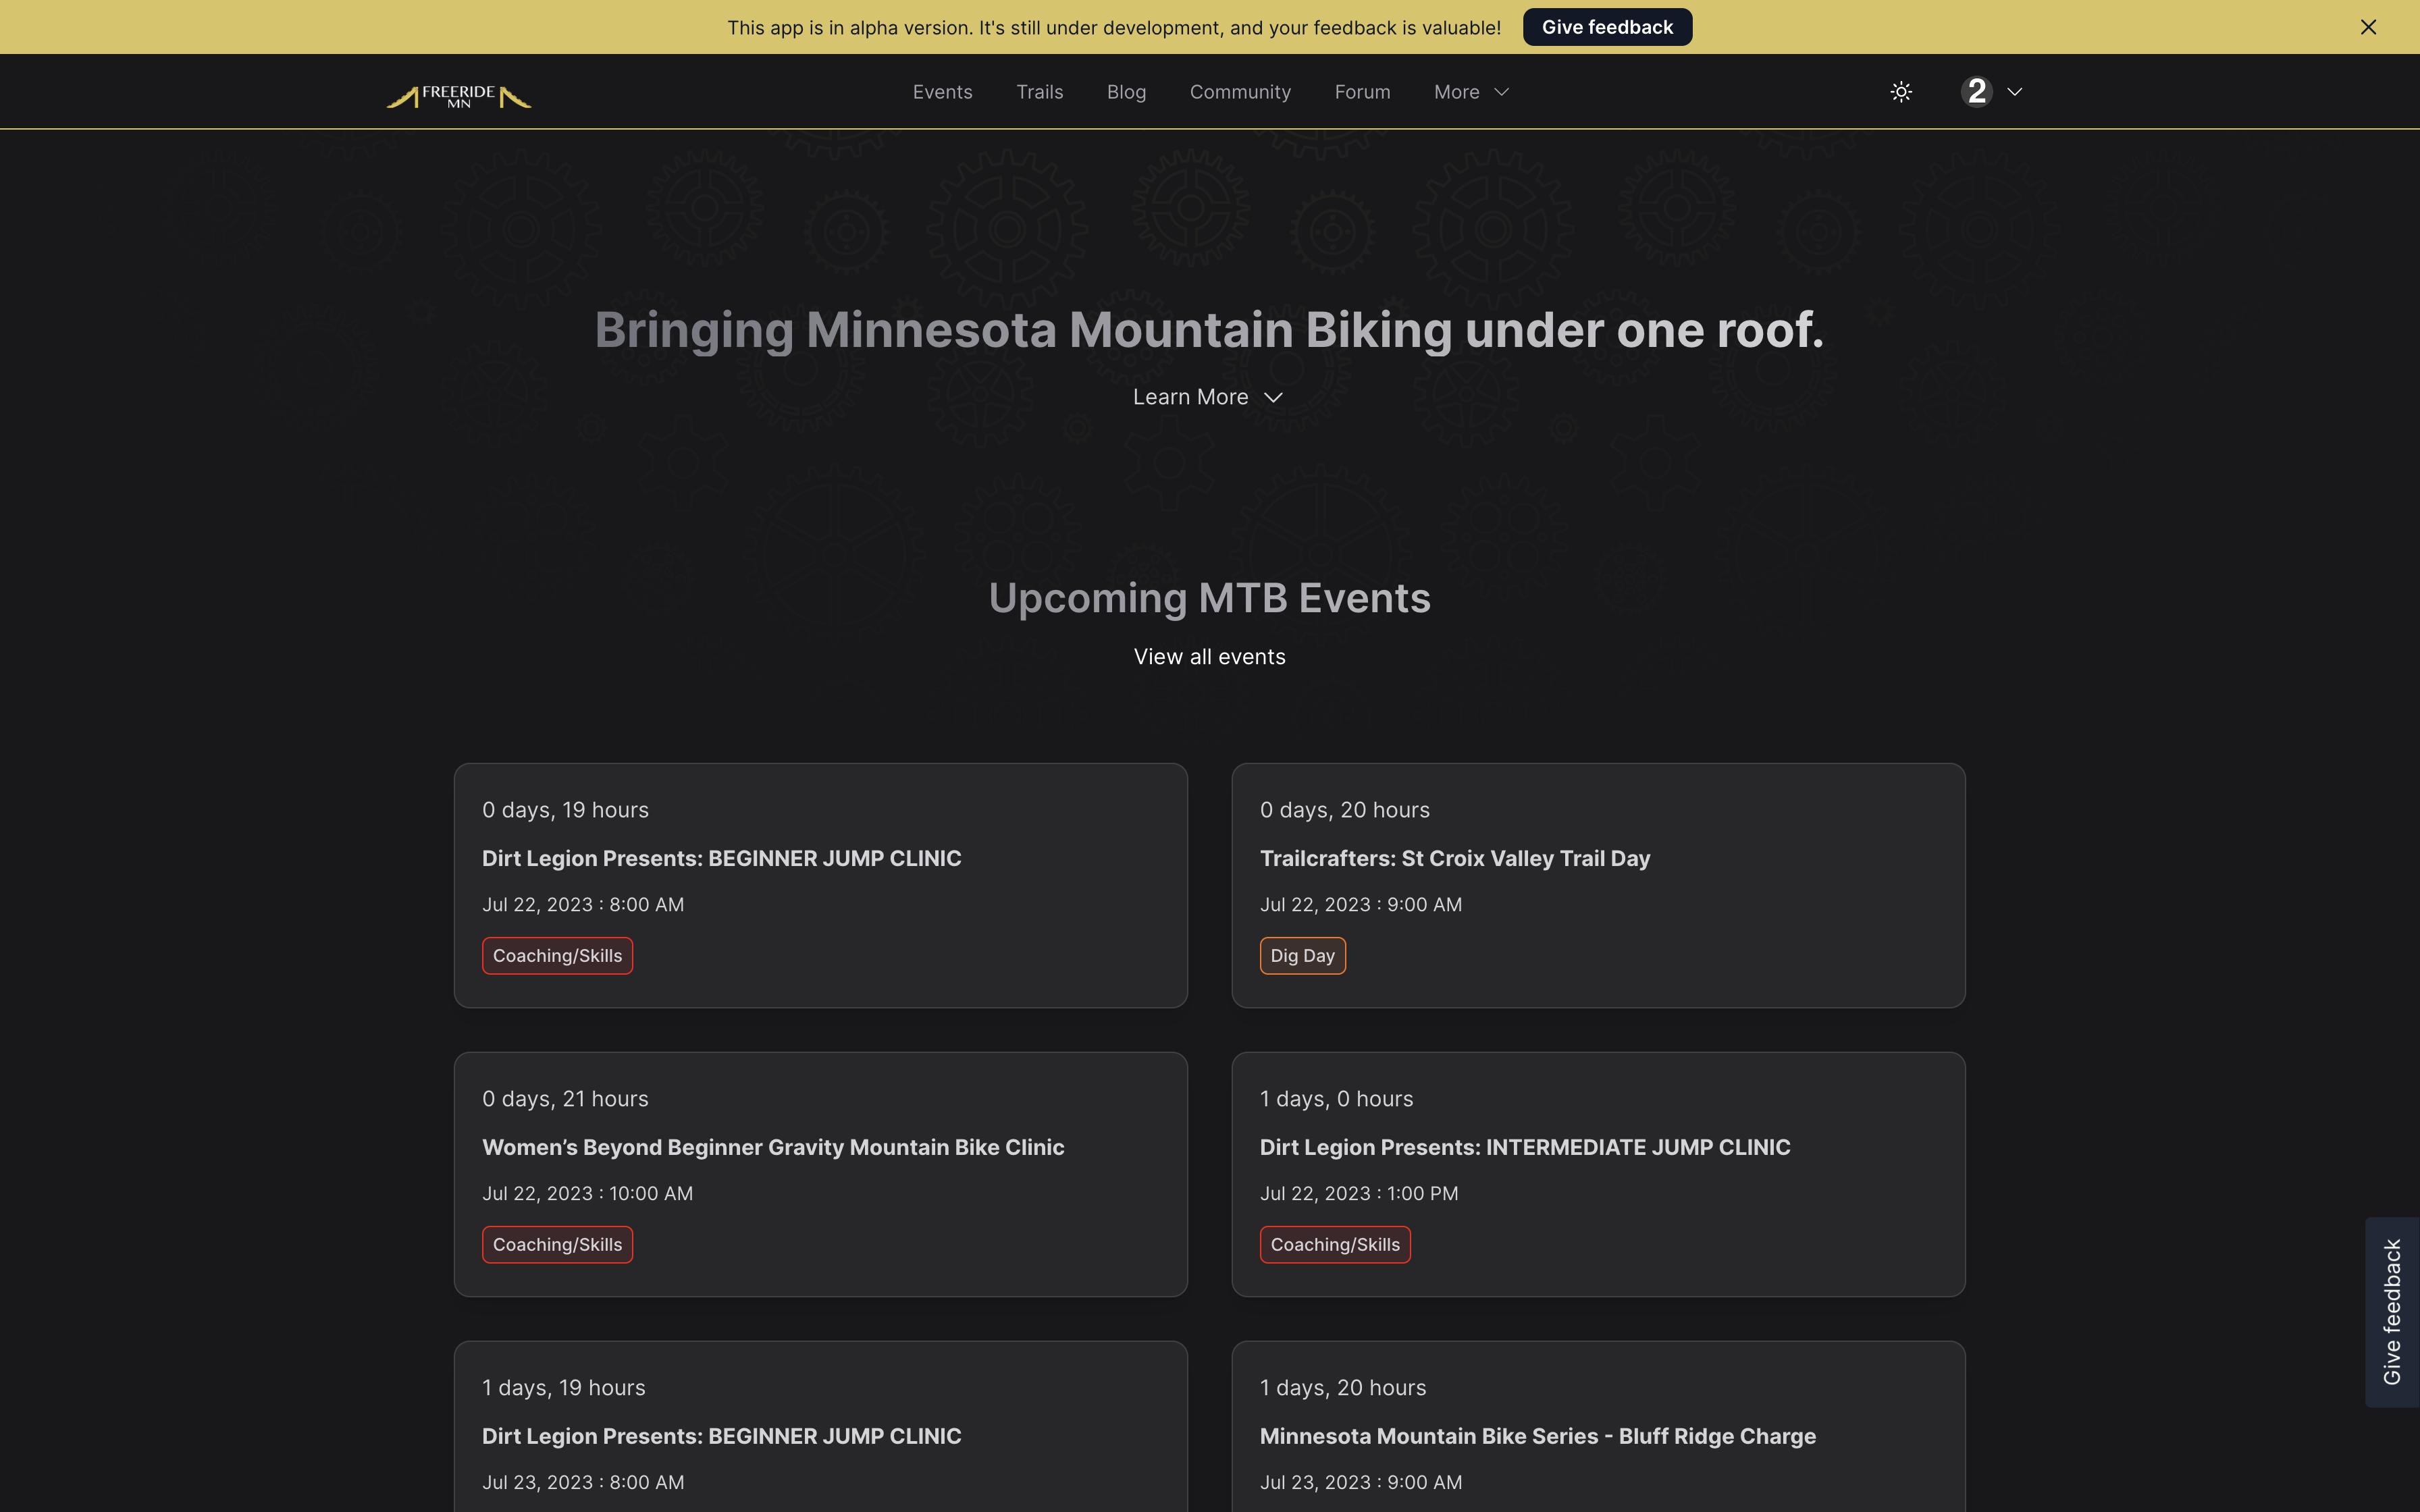 This app is in alpha version. It's still under development, and your feedback is valuable!
Give feedback
FREERIDE
MN
Events
Trails
Blog
Community
Forum
More
2
Bringing Minnesota Mountain Biking under one roof.
Learn More
Upcoming MTB Events
View all events
0 days, 19 hours
Dirt Legion Presents: BEGINNER JUMP CLINIC
Jul 22, 2023 : 8:00 AM
Coaching/Skills
0 days, 20 hours
Trailcrafters: St Croix Valley Trail Day
Jul 22, 2023 : 9:00 AM
Dig Day
0 days, 21 hours
Women’s Beyond Beginner Gravity Mountain Bike Clinic
Jul 22, 2023 : 10:00 AM
Coaching/Skills
1 days, 0 hours
Dirt Legion Presents: INTERMEDIATE JUMP CLINIC
Jul 22, 2023 : 1:00 PM
Coaching/Skills
1 days, 19 hours
Dirt Legion Presents: BEGINNER JUMP CLINIC
Jul 23, 2023 : 8:00 AM
1 days, 20 hours
Minnesota Mountain Bike Series - Bluff Ridge Charge
Jul 23, 2023 : 9:00 AM
Give feedback